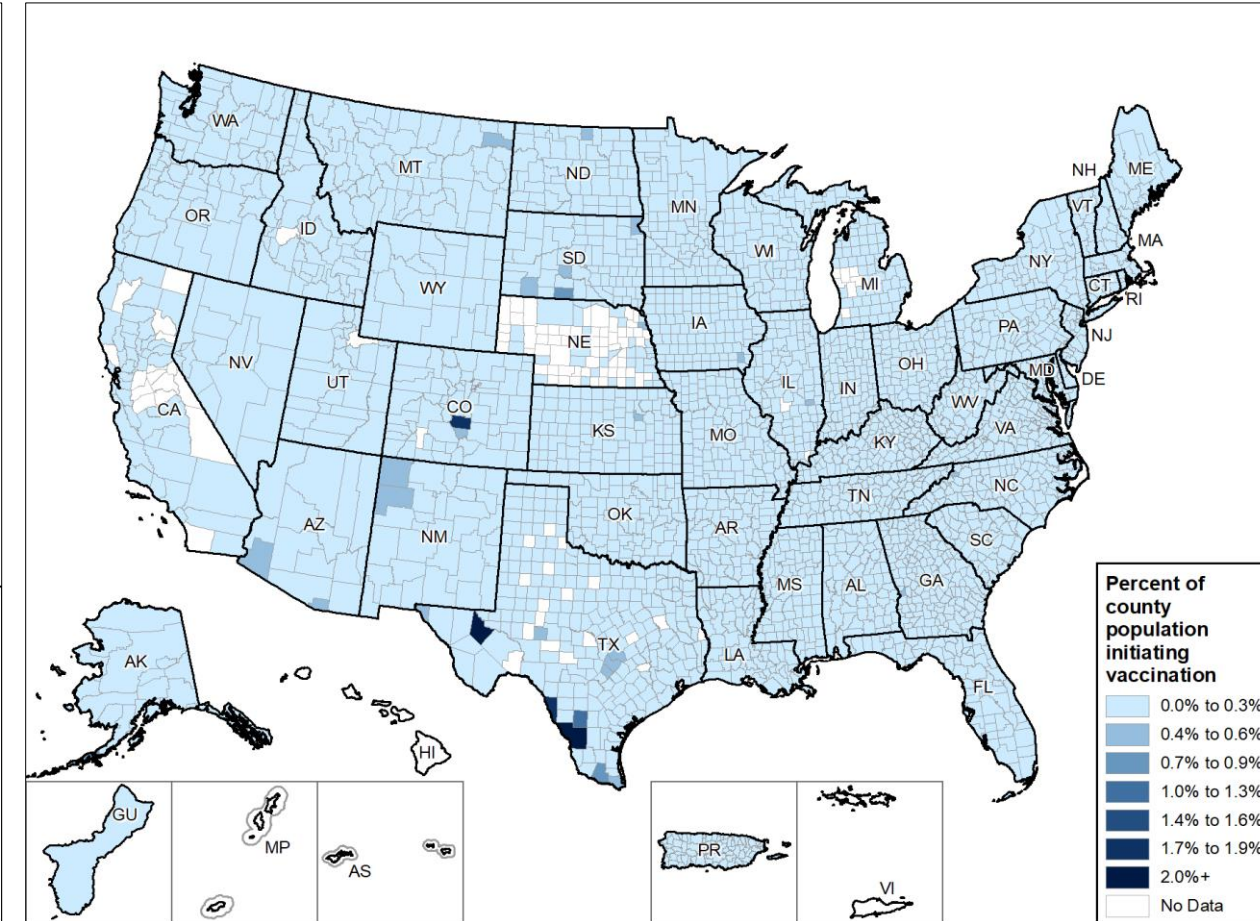 WA
MT
ND
MN
OR
ID
SD
WI
MI
NY
VT
NH
ME
MA
CT
RI
WY
NE
IA
PA
NJ
NV
UT
CO
IL
IN
OH
MD
DE
CA
KS
MO
KY
WV
VA
AZ
NM
OK
AR
TN
NC
SC
MS
AL
GA
TX
LA
FL
AK
HI
GU
MP
AS
PR
VI
Percent of
county
population
initiating
vaccination
0.0% to 0.3%
0.4% to 0.6%
0.7% to 0.9%
1.0% to 1.3%
1.4% to 1.6%
1.7% to 1.9%
2.0%+
No Data